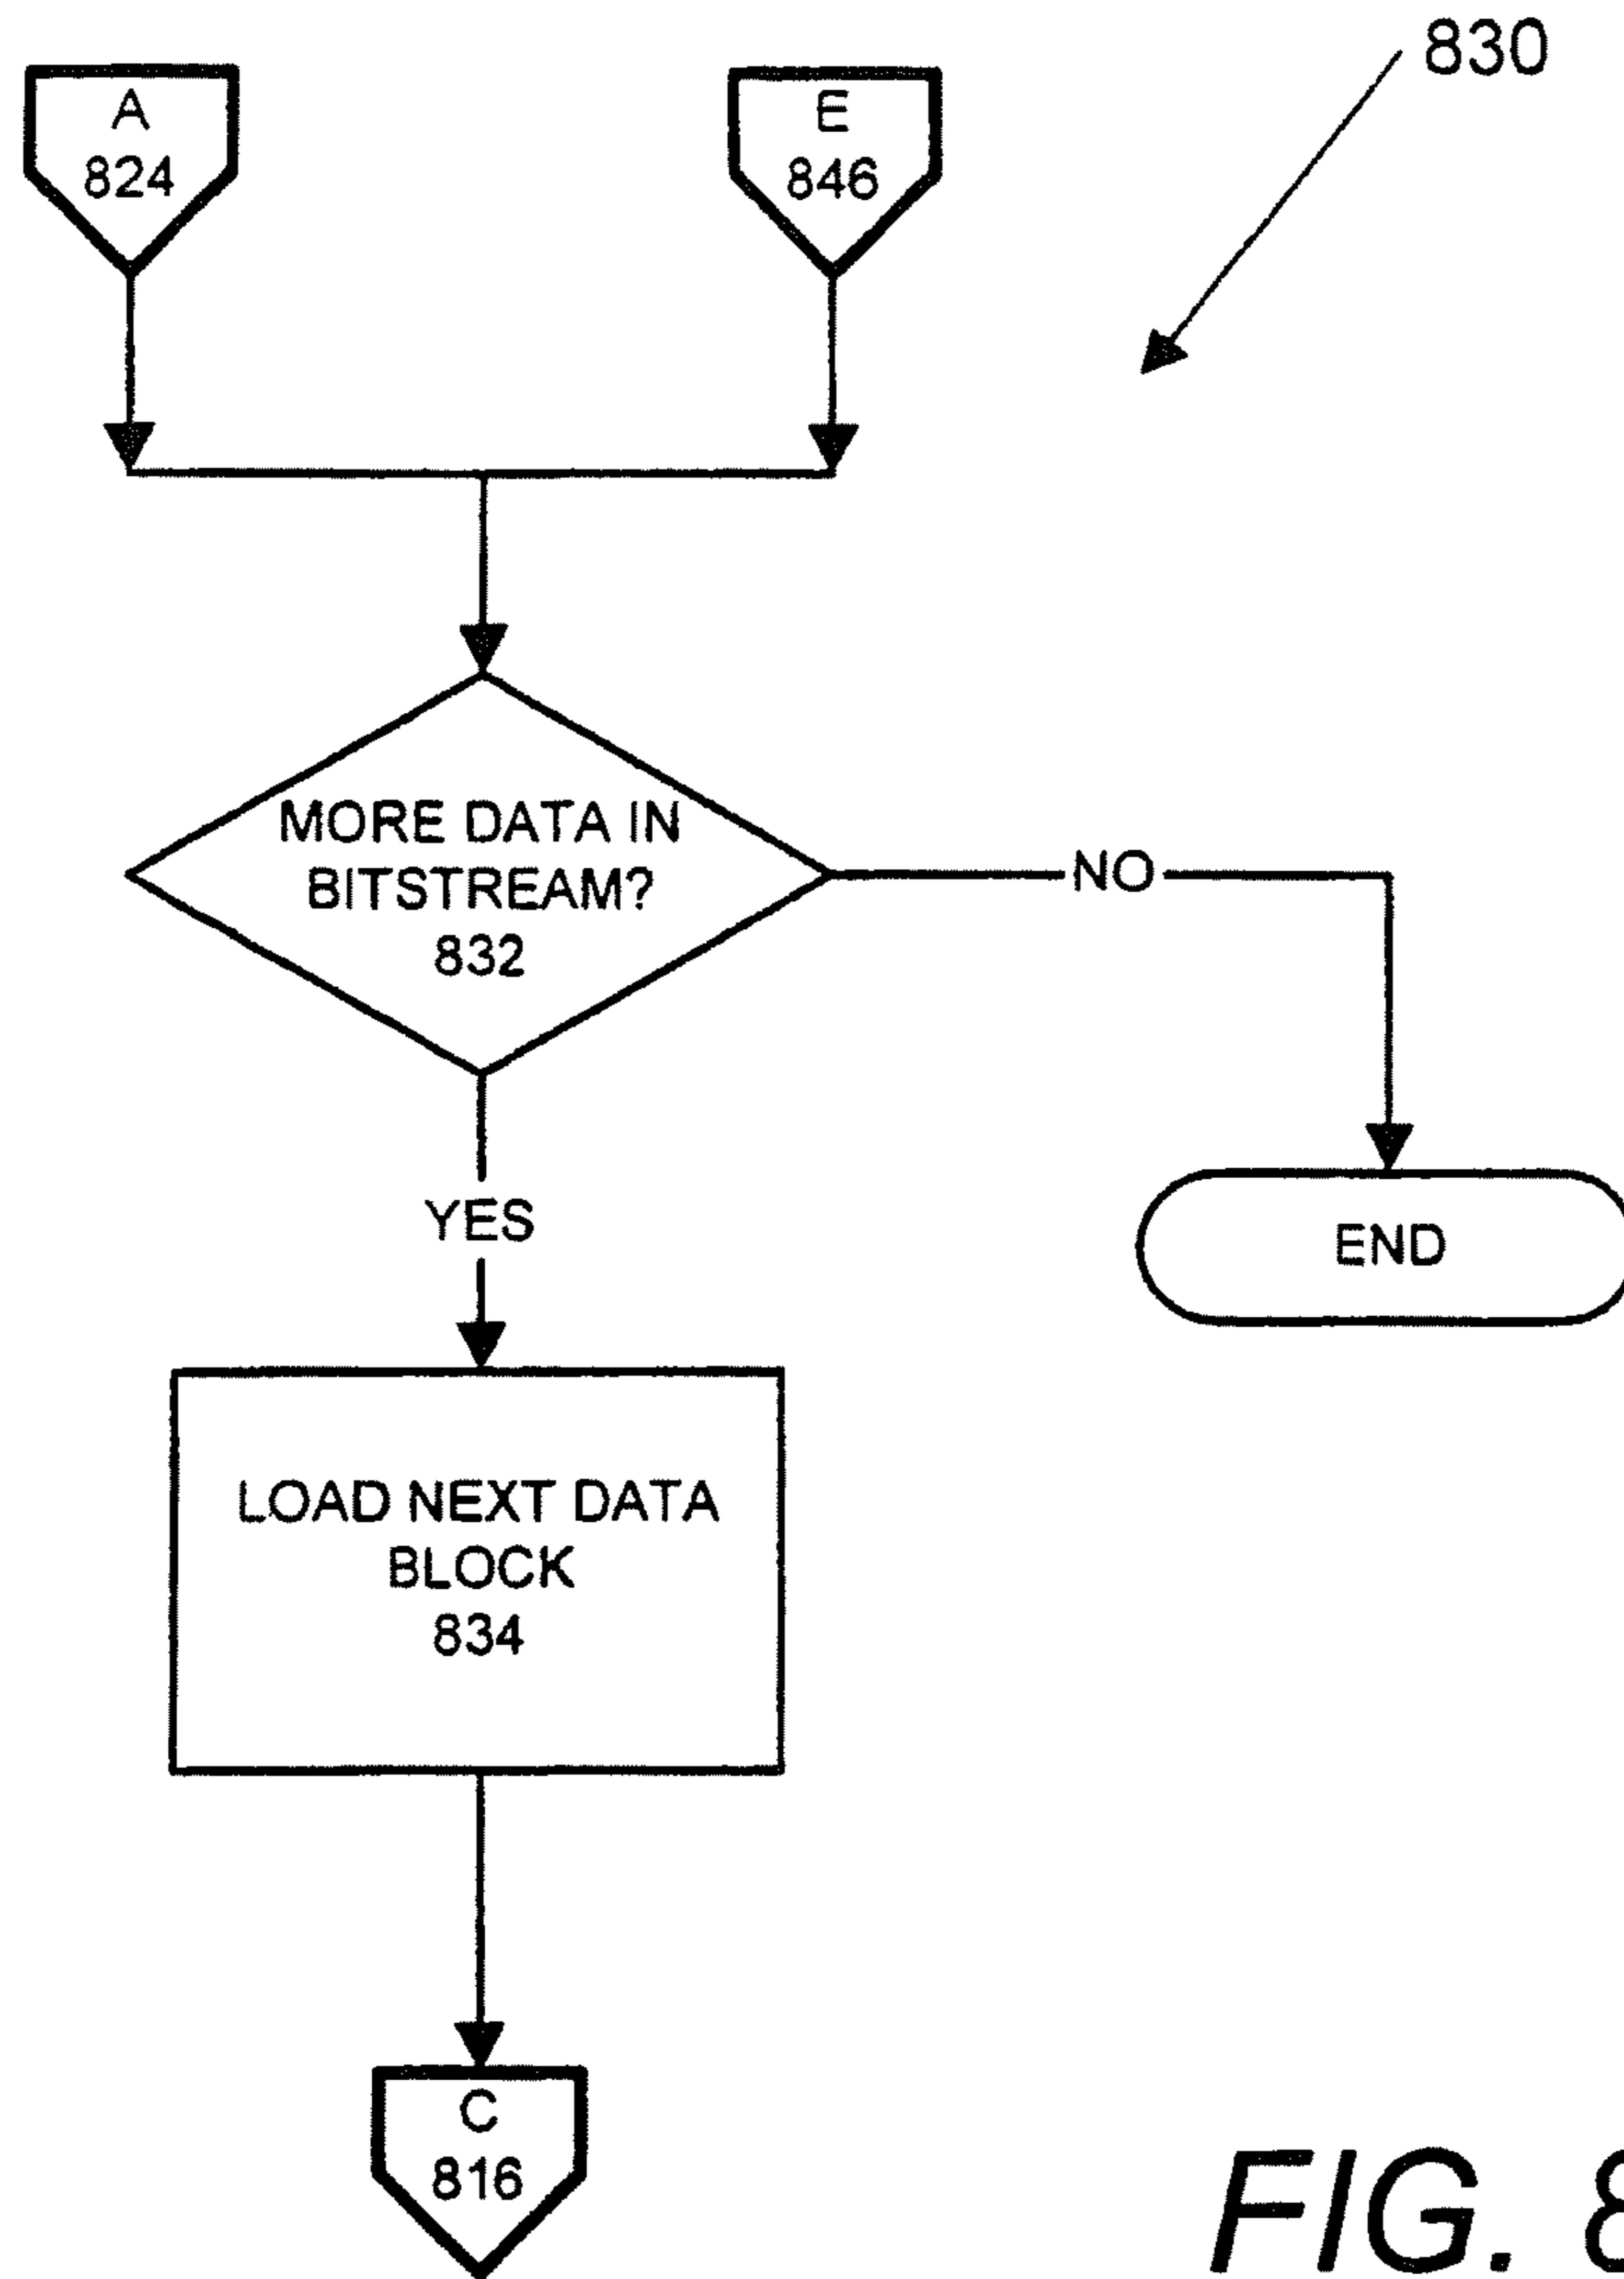 830
A
824
E
846
MORE DATA IN
BITSTREAM?
832
NO
YES
END
LOAD NEXT DATA
BLOCK
834
C
816
FIG. 8